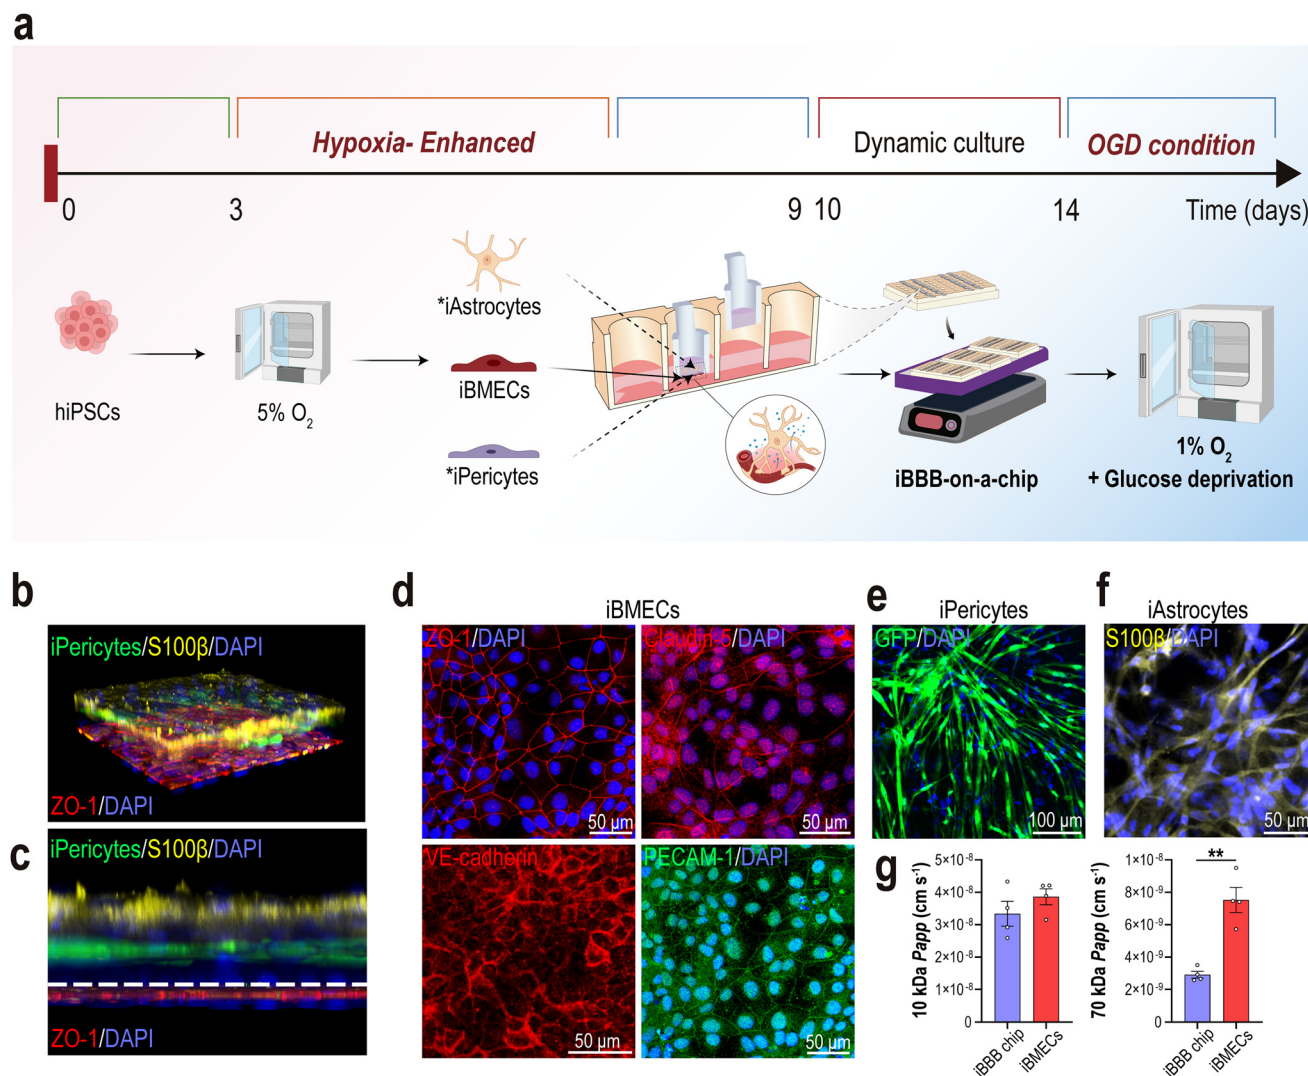 a
Hypoxia- Enhanced
Dynamic culture
OGD condition
0
3
9
10
14
Time (days)
hiPSCs
5% O₂
*iAstrocytes
iBMECs
*iPericytes
iBBB-on-a-chip
1% O₂
+ Glucose deprivation
b
iPericytes/S100β/DAPI
ZO-1/DAPI
c
iPericytes/S100β/DAPI
ZO-1/DAPI
d
iBMECs
ZO-1/DAPI
50 µm
Claudin-5/DAPI
50 µm
VE-cadherin
50 µm
PECAM-1/DAPI
50 µm
e
iPericytes
GFP/DAPI
100 µm
f
iAstrocytes
S100β/DAPI
50 µm
g
10 kDa Papp (cm s⁻¹)
5×10⁻⁸
4×10⁻⁸
3×10⁻⁸
2×10⁻⁸
1×10⁻⁸
0
iBBB chip
iBMECs
70 kDa Papp (cm s⁻¹)
1×10⁻⁸
8×10⁻⁹
6×10⁻⁹
4×10⁻⁹
2×10⁻⁹
0
**
iBBB chip
iBMECs